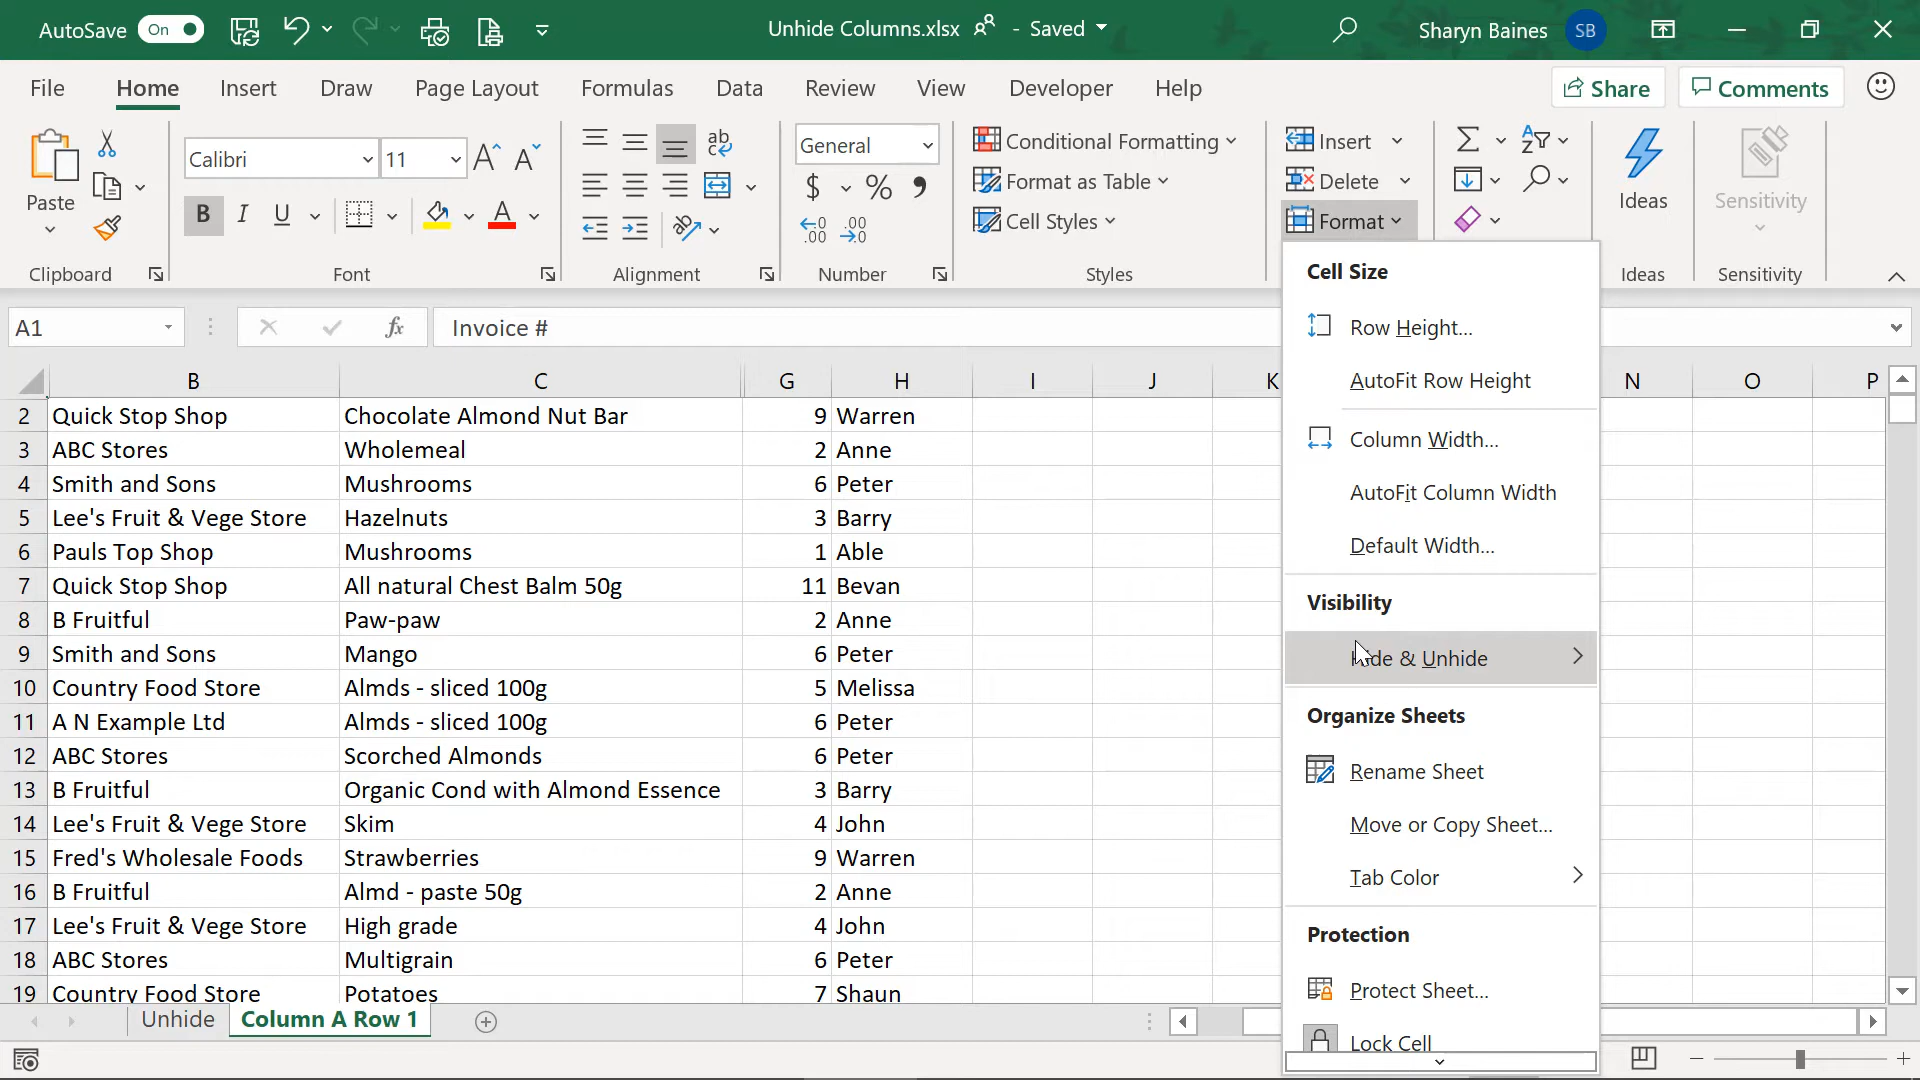 AutoSave On Unhide Columns.xlsx - Saved Sharyn Baines SB
File Home Insert Draw Page Layout Formulas Data Review View Developer Help Share Comments
Paste
Clipboard
Calibri 11
B I U A
Font
ab
Alignment
General
$ % 9
.00 .00
Number
Conditional Formatting
Format as Table
Cell Styles
Styles
Insert
Delete
Format
Ideas
Ideas
Sensitivity
Sensitivity
A1 fx Invoice #
B C G H I J K N O P
2 Quick Stop Shop Chocolate Almond Nut Bar 9 Warren
3 ABC Stores Wholemeal 2 Anne
4 Smith and Sons Mushrooms 6 Peter
5 Lee's Fruit & Vege Store Hazelnuts 3 Barry
6 Pauls Top Shop Mushrooms 1 Able
7 Quick Stop Shop All natural Chest Balm 50g 11 Bevan
8 B Fruitful Paw-paw 2 Anne
9 Smith and Sons Mango 6 Peter
10 Country Food Store Almds - sliced 100g 5 Melissa
11 A N Example Ltd Almds - sliced 100g 6 Peter
12 ABC Stores Scorched Almonds 6 Peter
13 B Fruitful Organic Cond with Almond Essence 3 Barry
14 Lee's Fruit & Vege Store Skim 4 John
15 Fred's Wholesale Foods Strawberries 9 Warren
16 B Fruitful Almd - paste 50g 2 Anne
17 Lee's Fruit & Vege Store High grade 4 John
18 ABC Stores Multigrain 6 Peter
19 Country Food Store Potatoes 7 Shaun
Cell Size
Row Height...
AutoFit Row Height
Column Width...
AutoFit Column Width
Default Width...
Visibility
Hide & Unhide
Organize Sheets
Rename Sheet
Move or Copy Sheet...
Tab Color
Protection
Protect Sheet...
Lock Cell
Unhide Column A Row 1